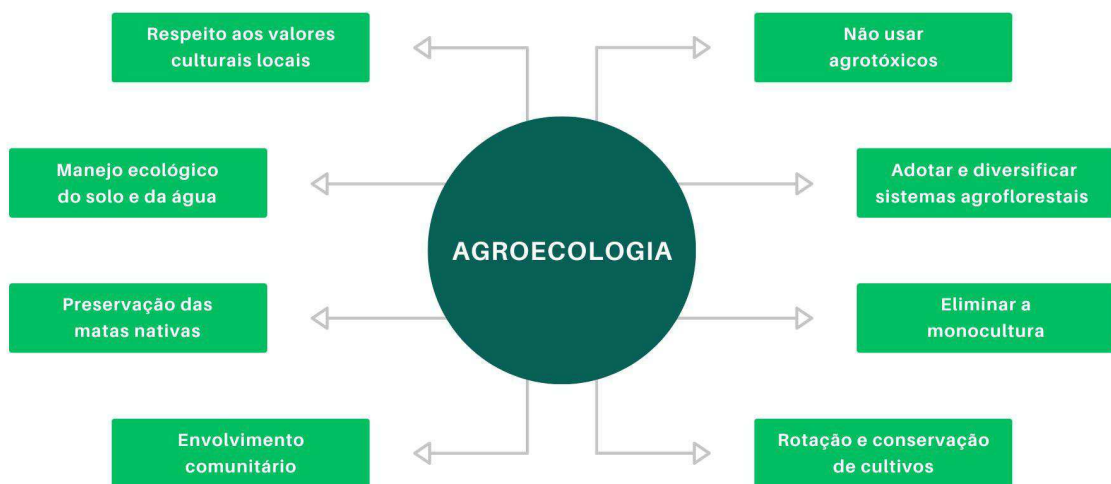 Respeito aos valores
culturais locais
Não usar
agrotóxicos
Manejo ecológico
do solo e da água
Adotar e diversificar
sistemas agroflorestais
AGROECOLOGIA
Preservação das
matas nativas
Eliminar a
monocultura
Envolvimento
comunitário
Rotação e conservação
de cultivos